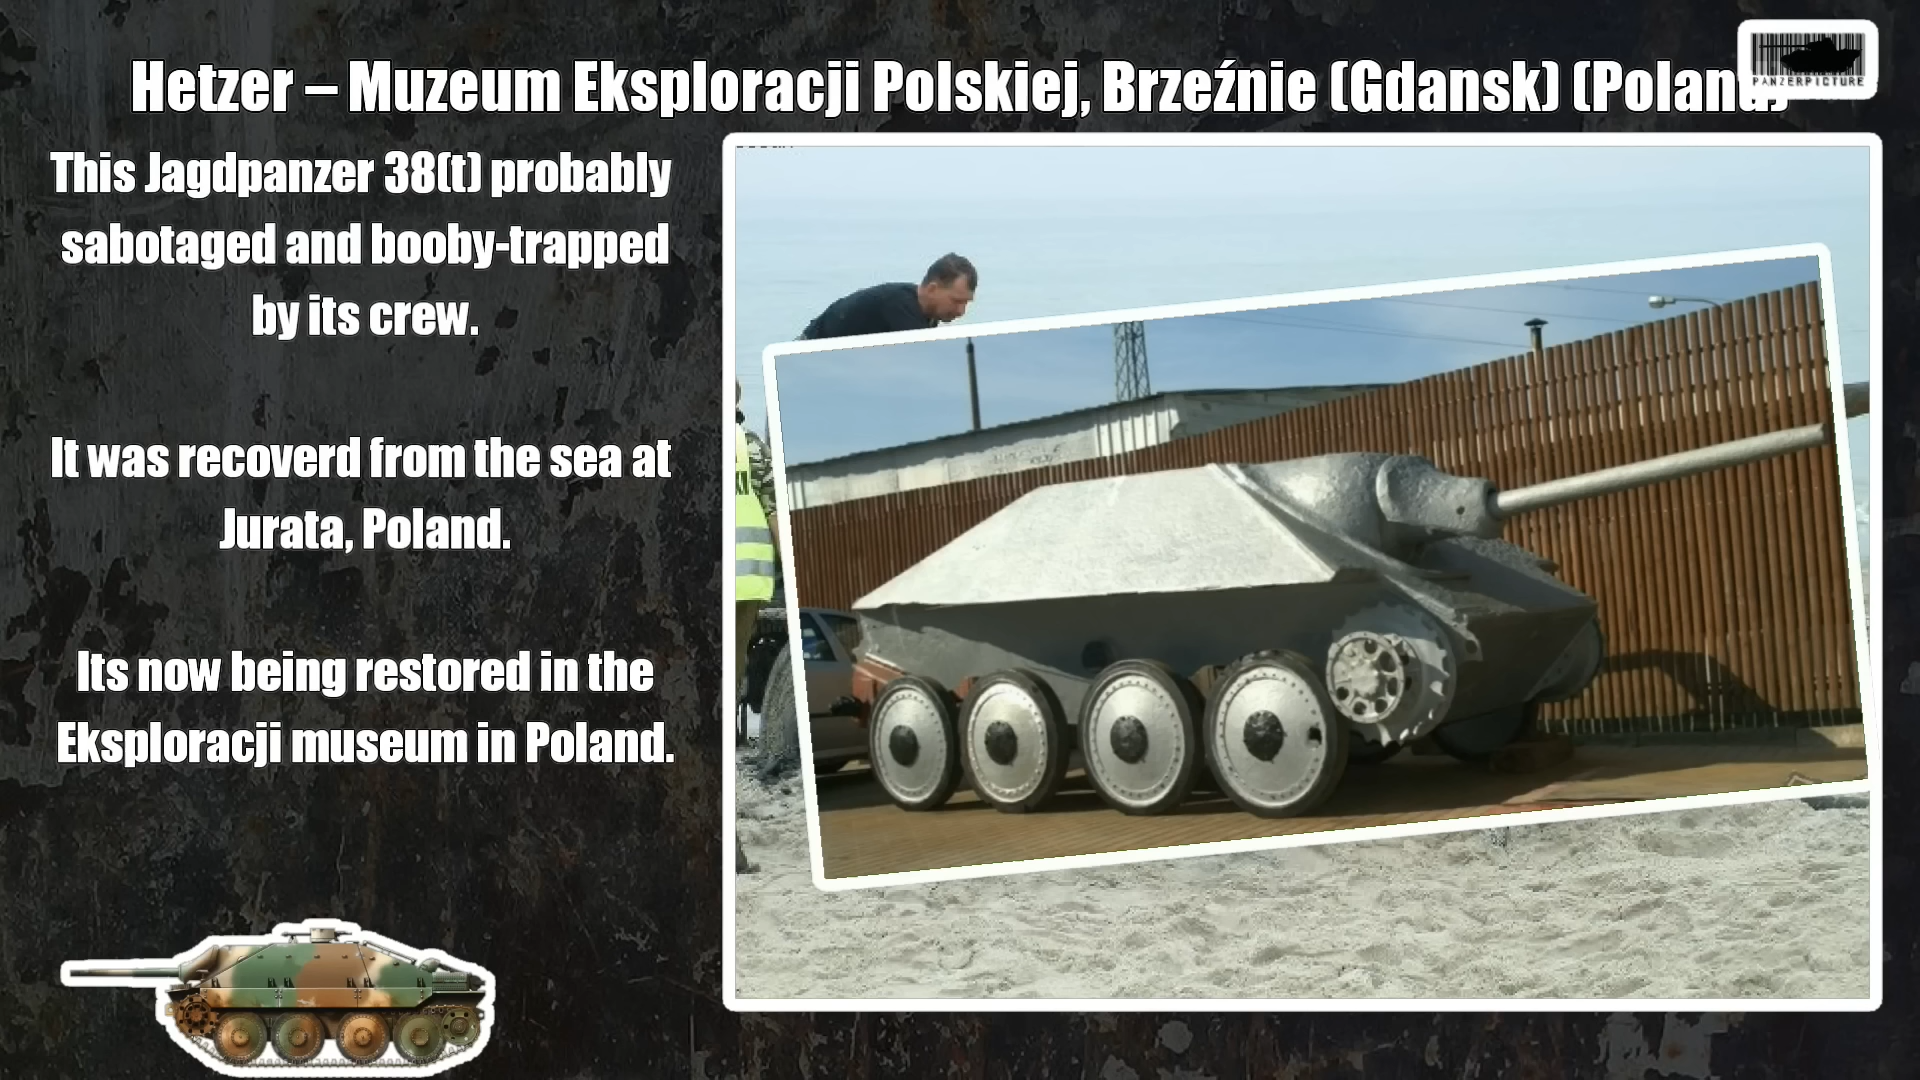 Hetzer – Muzeum Eksploracji Polskiej, Brzeźnie (Gdansk) (Poland)
PANZERPICTURE
This Jagdpanzer 38(t) probably
sabotaged and booby-trapped
by its crew.
It was recoverd from the sea at
Jurata, Poland.
Its now being restored in the
Eksploracji museum in Poland.